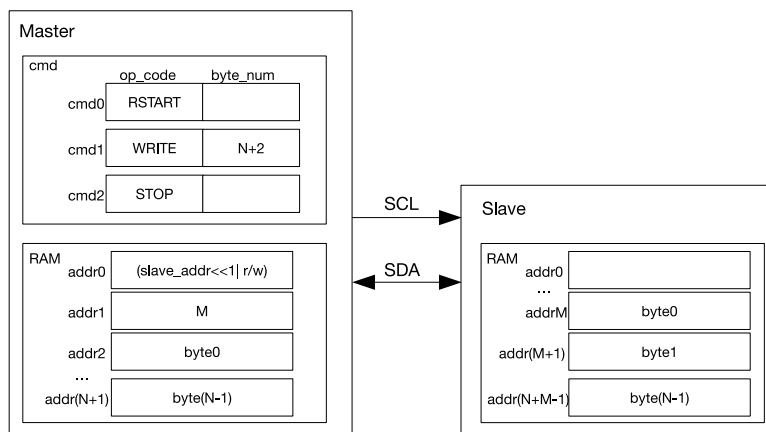 Master
cmd
op_code byte_num
cmd0 RSTART
cmd1 WRITE N+2
cmd2 STOP
RAM
addr0 (slave_addr<<1| r/w)
addr1 M
addr2 byte0
...
addr(N+1) byte(N-1)
SCL
SDA
Slave
RAM
addr0
...
addrM byte0
addr(M+1) byte1
addr(N+M-1) byte(N-1)